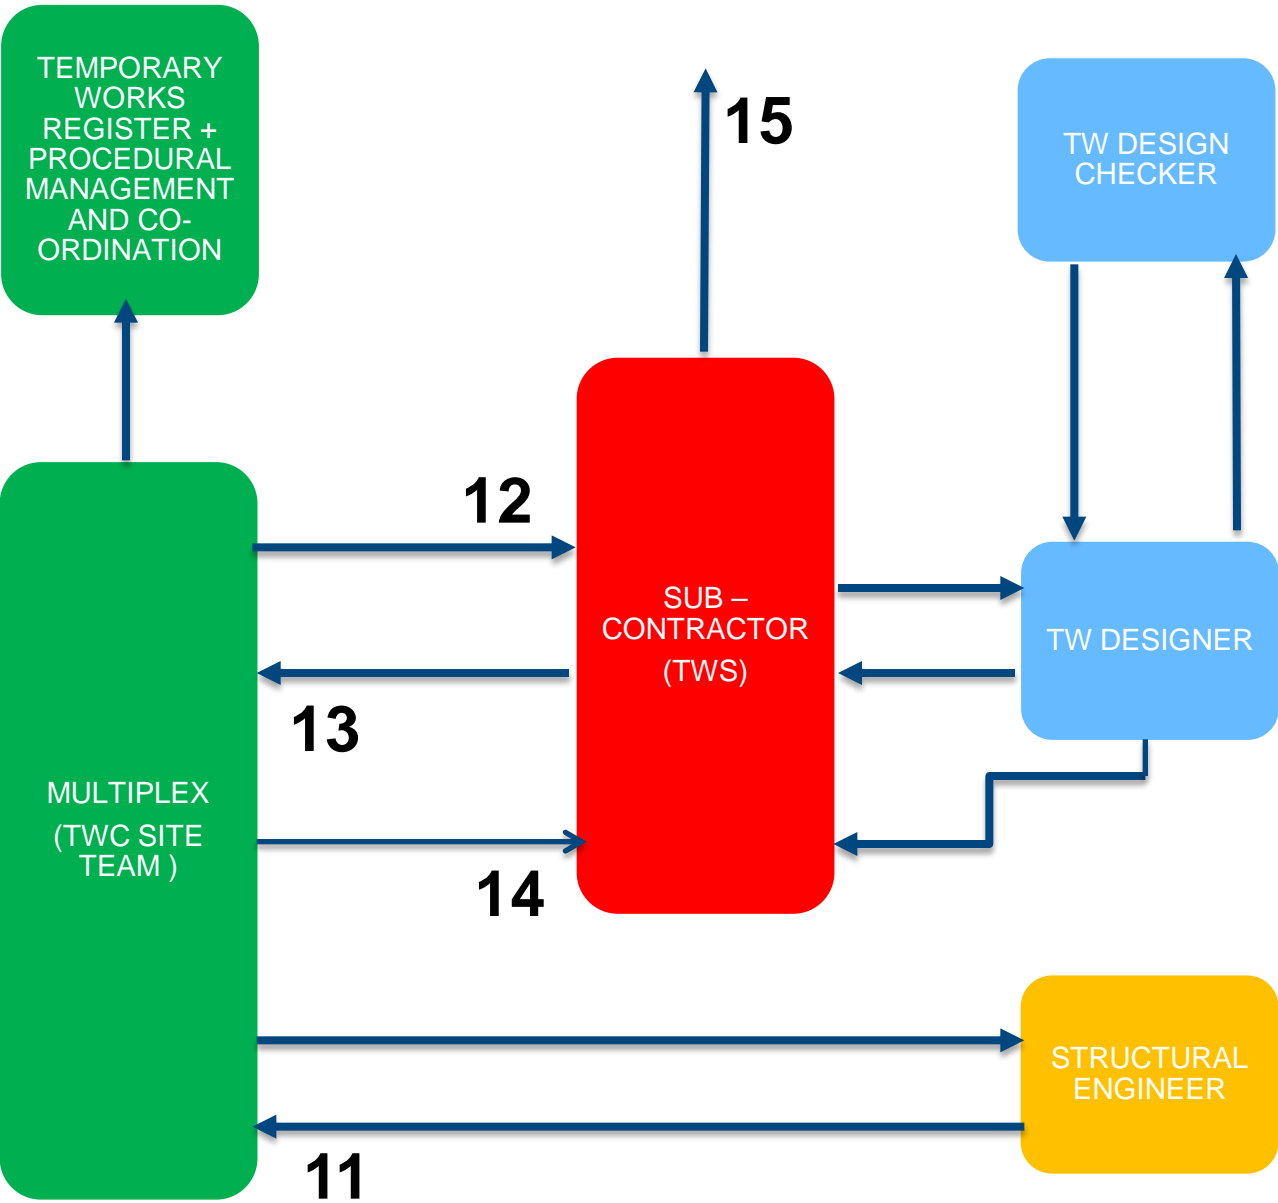 TEMPORARY
WORKS
REGISTER +
PROCEDURAL
MANAGEMENT
AND CO-
ORDINATION
15
TW DESIGN
CHECKER
12
SUB –
CONTRACTOR
(TWS)
TW DESIGNER
13
MULTIPLEX
(TWC SITE
TEAM )
14
STRUCTURAL
ENGINEER
11